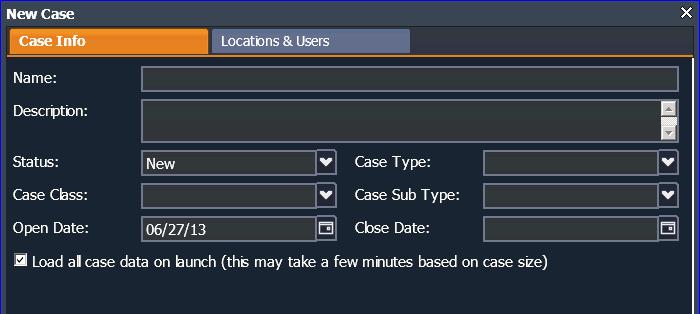 New Case
Case Info Locations & Users
Name:
Description:
Status: New Case Type:
Case Class: Case Sub Type:
Open Date: 06/27/13 Close Date:
Load all case data on launch (this may take a few minutes based on case size)